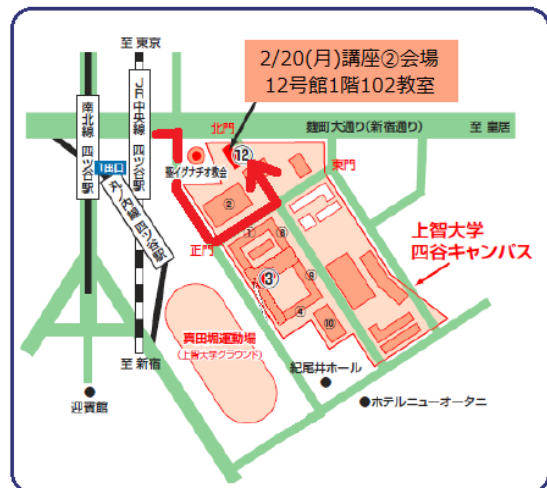 至 東京
2/20(月)講座②会場
12号館1階102教室
南北線 四ツ谷駅
JR中央線 四ツ谷駅
1出口
丸ノ内線 四ツ谷駅
北門
麹町大通り(新宿通り)
至 皇居
聖イグナチオ教会
12
東門
②
正門
①
⑧
上智大学
四谷キャンパス
③
⑨
④
⑩
真田堀運動場
(上智大学グラウンド)
紀尾井ホール
至 新宿
迎賓館
ホテルニューオータニ